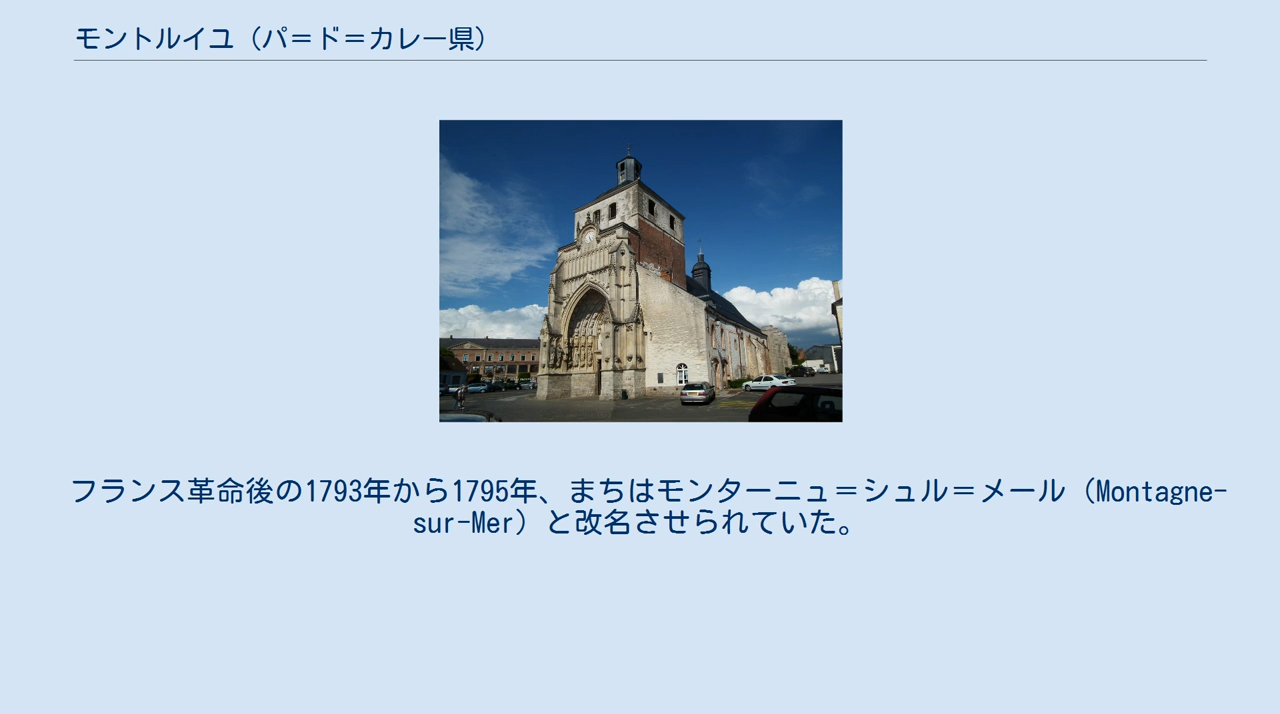 モントルイユ（パ＝ド＝カレー県）
フランス革命後の1793年から1795年、まちはモンターニュ＝シュル＝メール（Montagne-
sur-Mer）と改名させられていた。